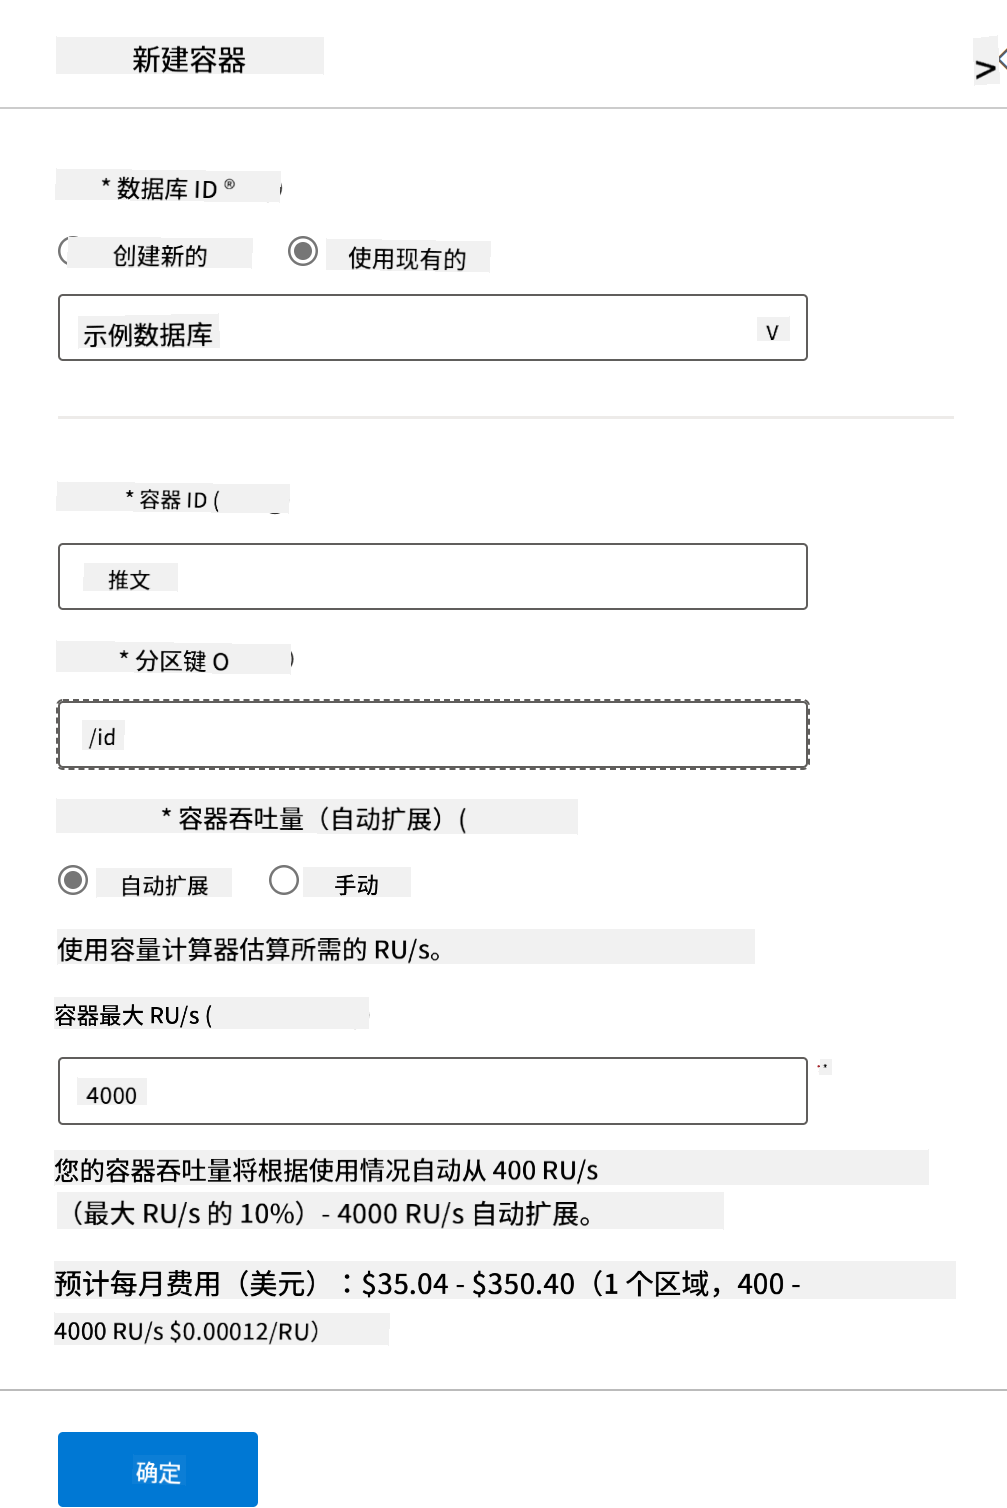 新建容器
>
* 数据库 ID ®
创建新的 使用现有的
示例数据库 V
* 容器 ID (
推文
* 分区键 O
/id
* 容器吞吐量（自动扩展）(
自动扩展 手动
使用容量计算器估算所需的 RU/s。
容器最大 RU/s (
4000
您的容器吞吐量将根据使用情况自动从 400 RU/s
（最大 RU/s 的 10%）- 4000 RU/s 自动扩展。
预计每月费用（美元）：$35.04 - $350.40（1 个区域，400 -
4000 RU/s $0.00012/RU）
确定